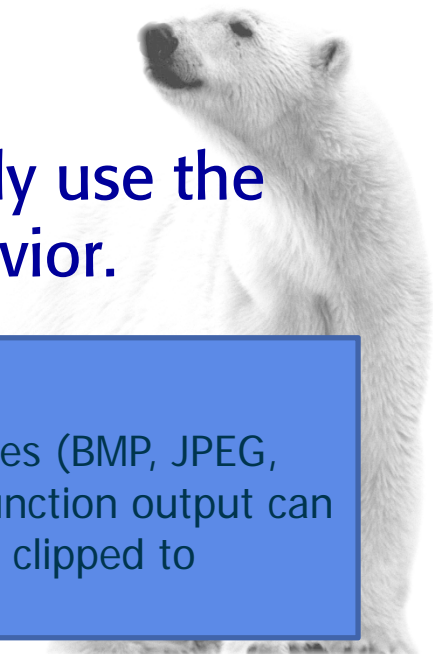 ly use the
vior.
es (BMP, JPEG,
unction output can
clipped to